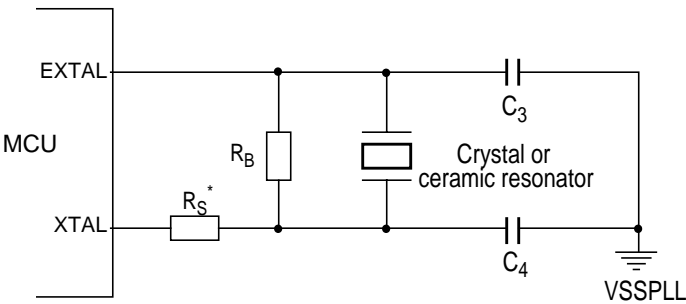 EXTAL
C3
MCU
RB
Crystal or
ceramic resonator
RS*
XTAL
C4
VSSPLL